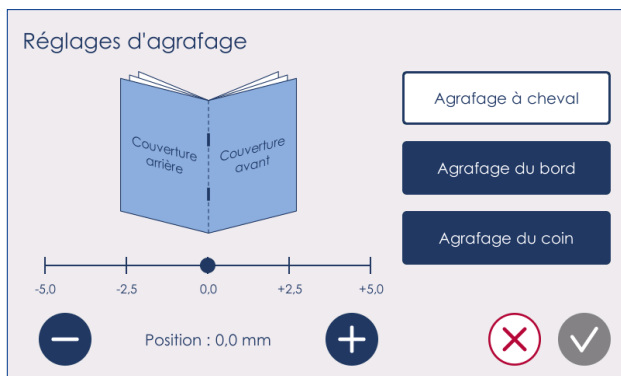 Réglages d'agrafage
Couverture
arrière
Couverture
avant
Agrafage à cheval
Agrafage du bord
Agrafage du coin
-5,0 -2,5 0,0 +2,5 +5,0
Position : 0,0 mm